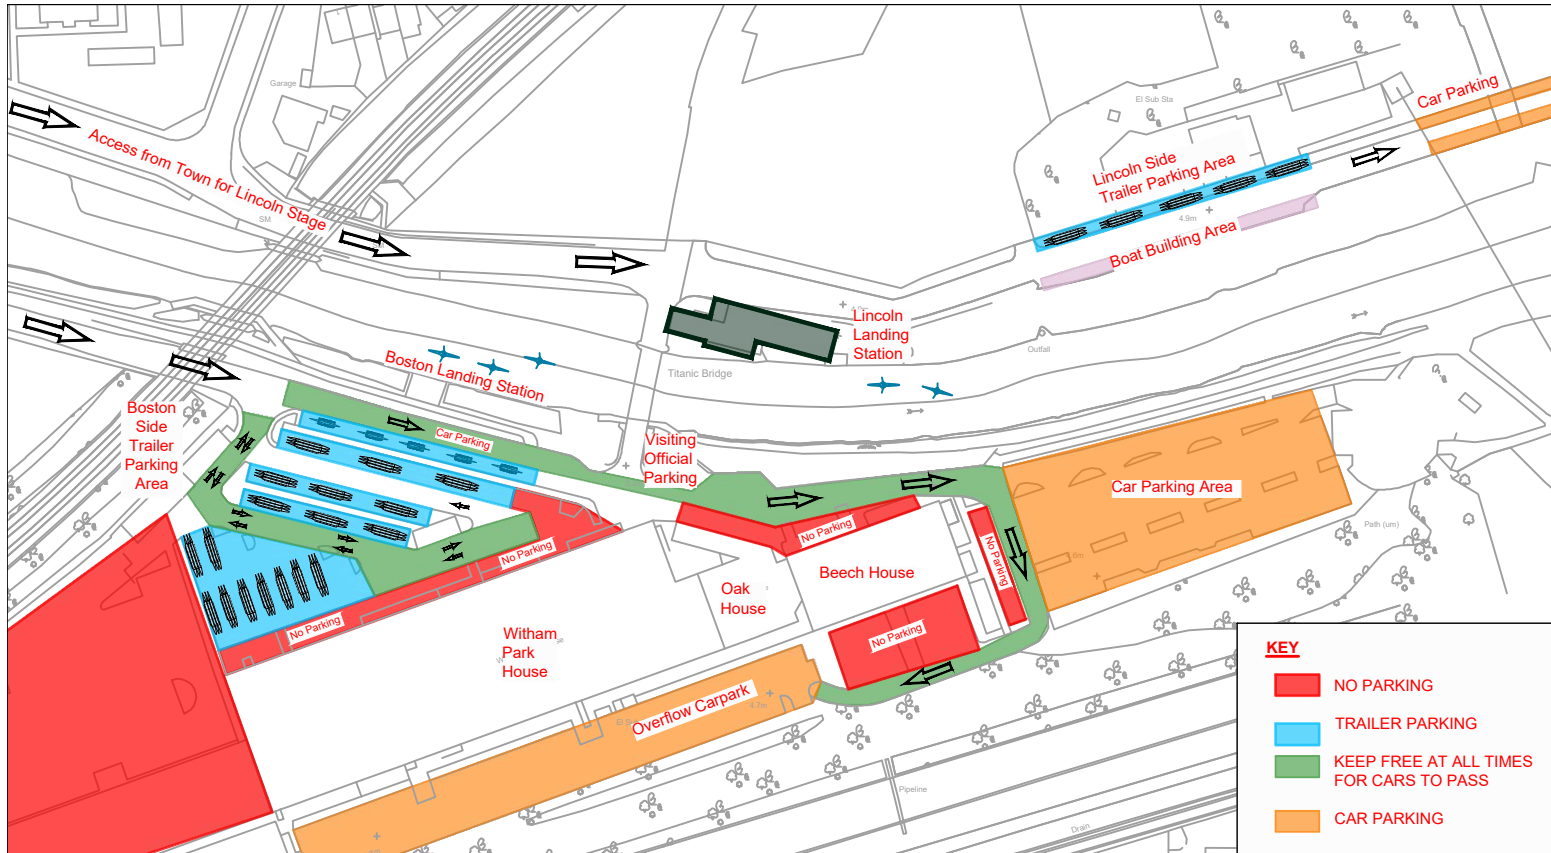 Garage
Access from Town for Lincoln Stage
SM
El Sub Sta
Car Parking
Lincoln Side
Trailer Parking Area
4.9m
Boat Building Area
Lincoln
Landing
Station
Outfall
Titanic Bridge
Boston Landing Station
Boston
Side
Trailer
Parking
Area
Car Parking
Visiting
Official
Parking
Car Parking Area
Path (um)
No Parking
No Parking
No Parking
No Parking
Oak
House
Beech House
No Parking
Witham
Park
House
Overflow Carpark
4.7m
Pipeline
Drain
KEY
NO PARKING
TRAILER PARKING
KEEP FREE AT ALL TIMES
FOR CARS TO PASS
CAR PARKING